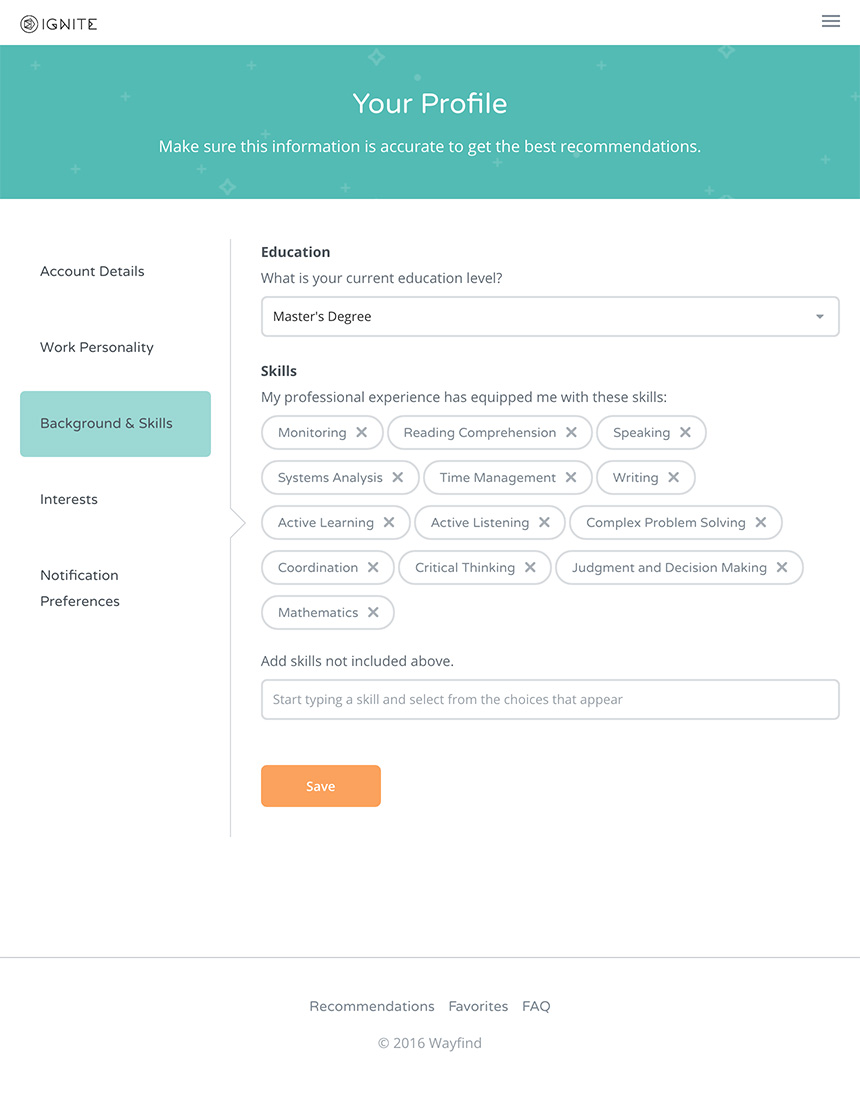 IGNITE
Your Profile
Make sure this information is accurate to get the best recommendations.
Account Details
Work Personality
Background & Skills
Interests
Notification
Preferences
Education
What is your current education level?
Master's Degree
Skills
My professional experience has equipped me with these skills:
Monitoring ✕ Reading Comprehension ✕ Speaking ✕
Systems Analysis ✕ Time Management ✕ Writing ✕
Active Learning ✕ Active Listening ✕ Complex Problem Solving ✕
Coordination ✕ Critical Thinking ✕ Judgment and Decision Making ✕
Mathematics ✕
Add skills not included above.
Start typing a skill and select from the choices that appear
Save
Recommendations Favorites FAQ
© 2016 Wayfind